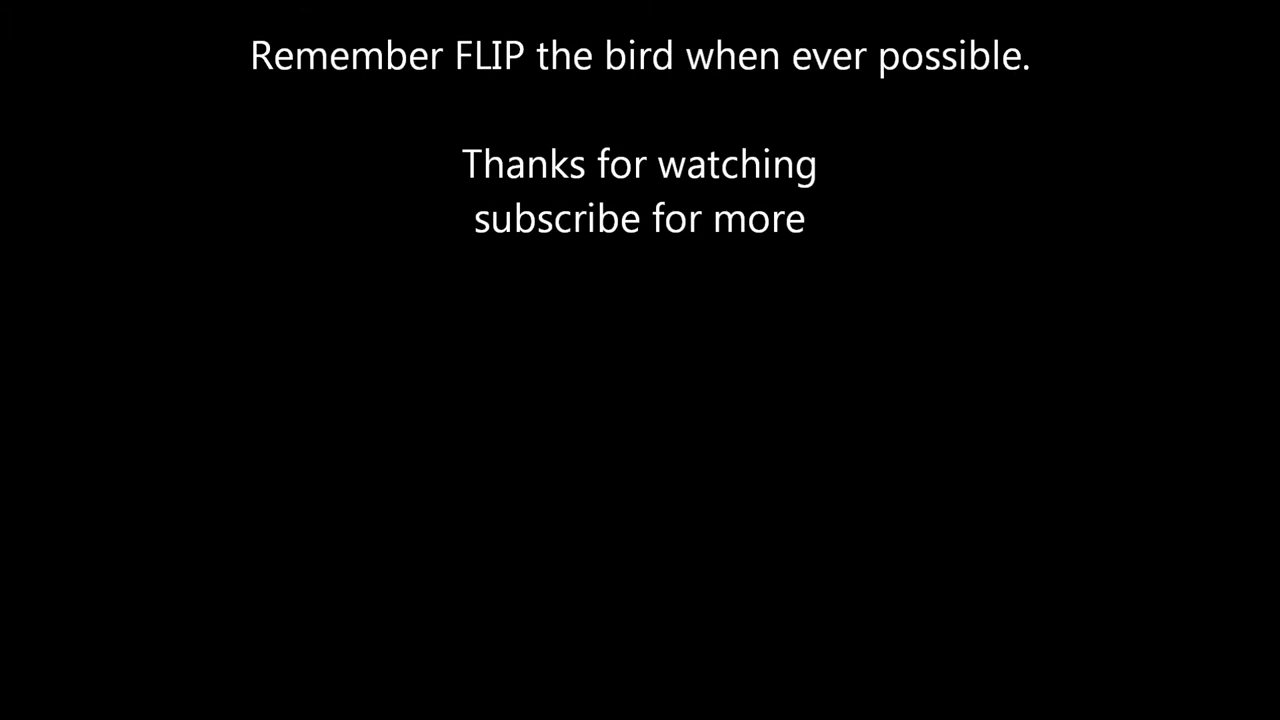 Remember FLIP the bird when ever possible.
Thanks for watching
subscribe for more